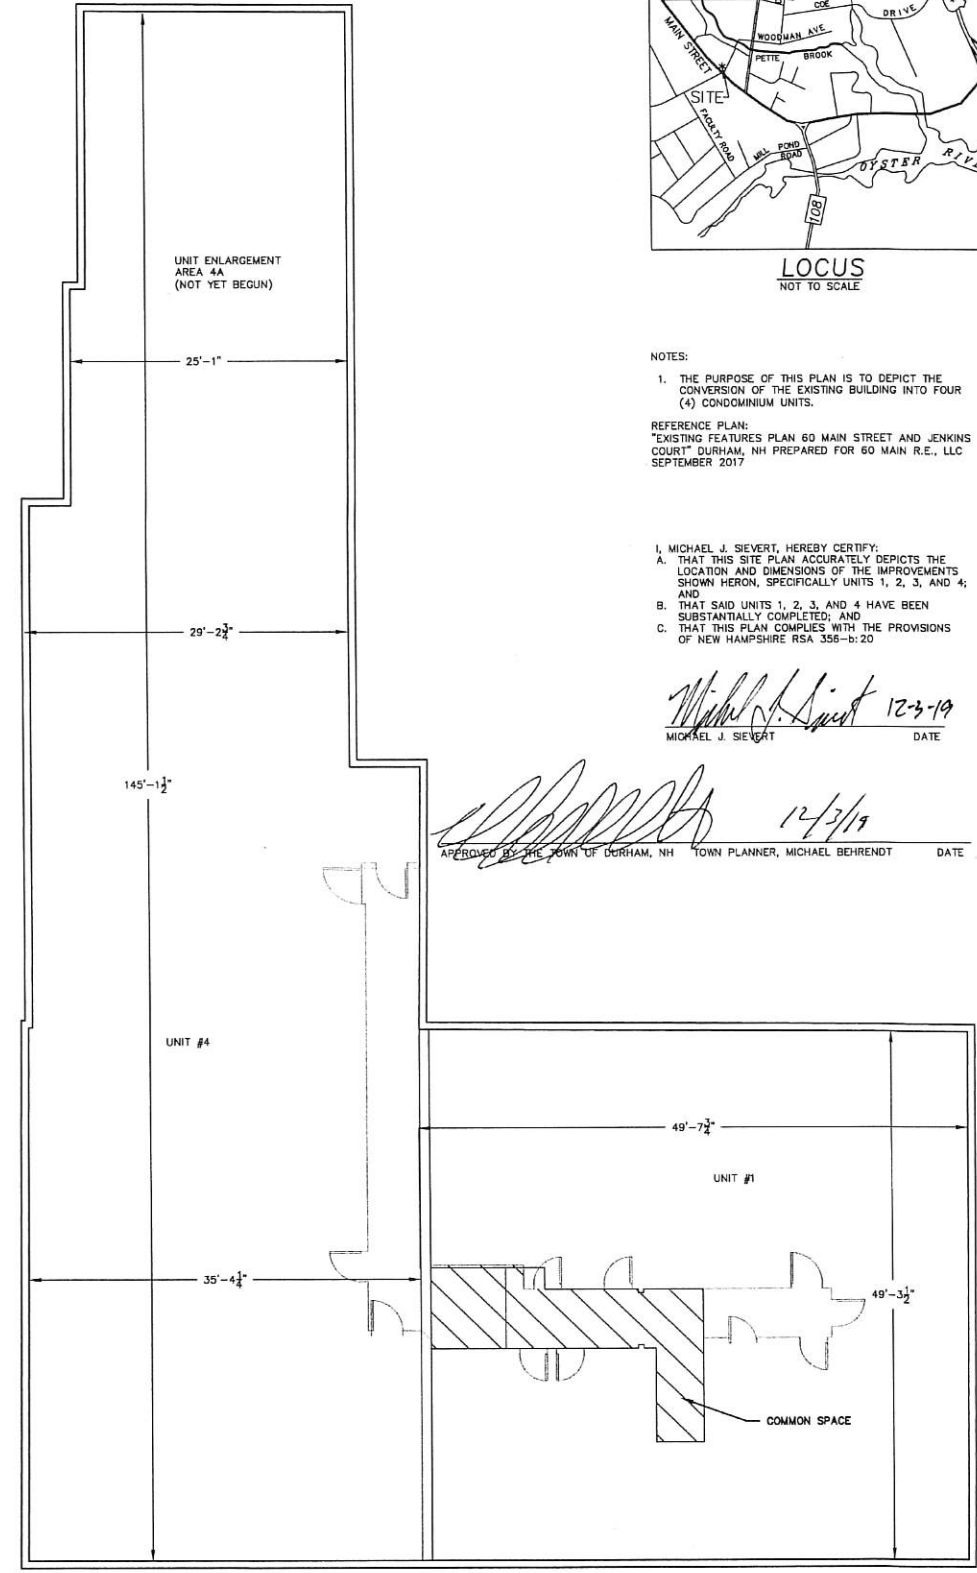 COE
DRIVE
WOODMAN AVE
PETTE BROOK
MAIN STREET
SITE
FACULTY ROAD
MILL POND
ROAD
OYSTER
108
LOCUS
NOT TO SCALE
UNIT ENLARGEMENT
AREA 4A
(NOT YET BEGUN)
25'-1"
NOTES:
1. THE PURPOSE OF THIS PLAN IS TO DEPICT THE
CONVERSION OF THE EXISTING BUILDING INTO FOUR
(4) CONDOMINIUM UNITS.
REFERENCE PLAN:
"EXISTING FEATURES PLAN 60 MAIN STREET AND JENKINS
COURT" DURHAM, NH PREPARED FOR 60 MAIN R.E., LLC
SEPTEMBER 2017
I, MICHAEL J. SIEVERT, HEREBY CERTIFY:
A. THAT THIS SITE PLAN ACCURATELY DEPICTS THE
LOCATION AND DIMENSIONS OF THE IMPROVEMENTS
SHOWN HERON, SPECIFICALLY UNITS 1, 2, 3, AND 4;
AND
B. THAT SAID UNITS 1, 2, 3, AND 4 HAVE BEEN
SUBSTANTIALLY COMPLETED; AND
C. THAT THIS PLAN COMPLIES WITH THE PROVISIONS
OF NEW HAMPSHIRE RSA 356-b:20
29'-2¾"
Michael J. Sievert 12-3-19
MICHAEL J. SIEVERT DATE
145'-1½"
12/3/19
APPROVED BY THE TOWN OF DURHAM, NH TOWN PLANNER, MICHAEL BEHRENDT DATE
UNIT #4
49'-7¾"
UNIT #1
35'-4¼"
49'-3½"
COMMON SPACE